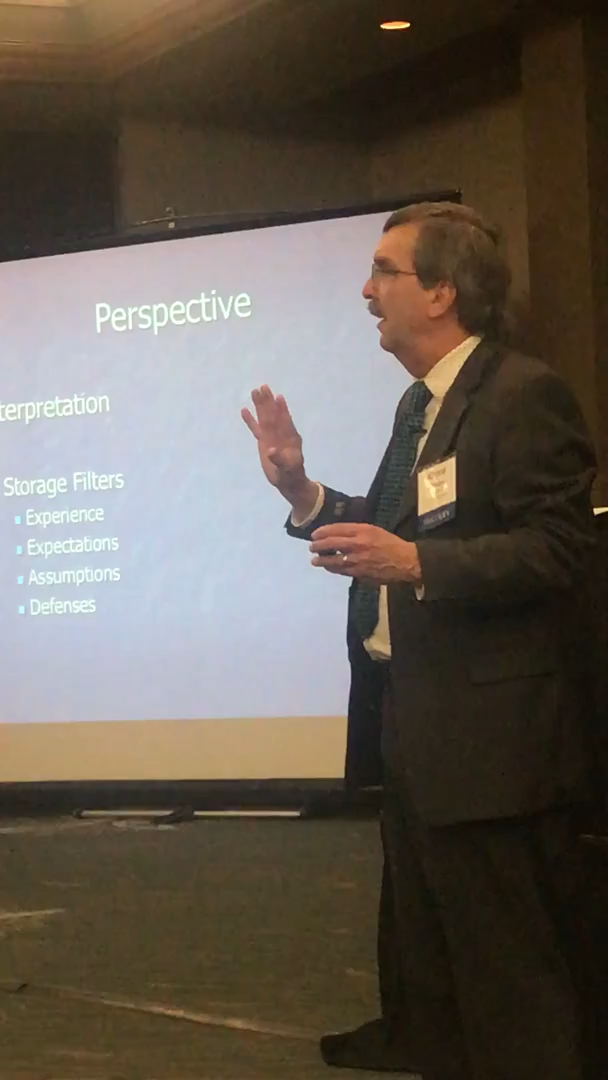 Perspective
terpretation
Storage Filters
Experience
Expectations
Assumptions
Defenses